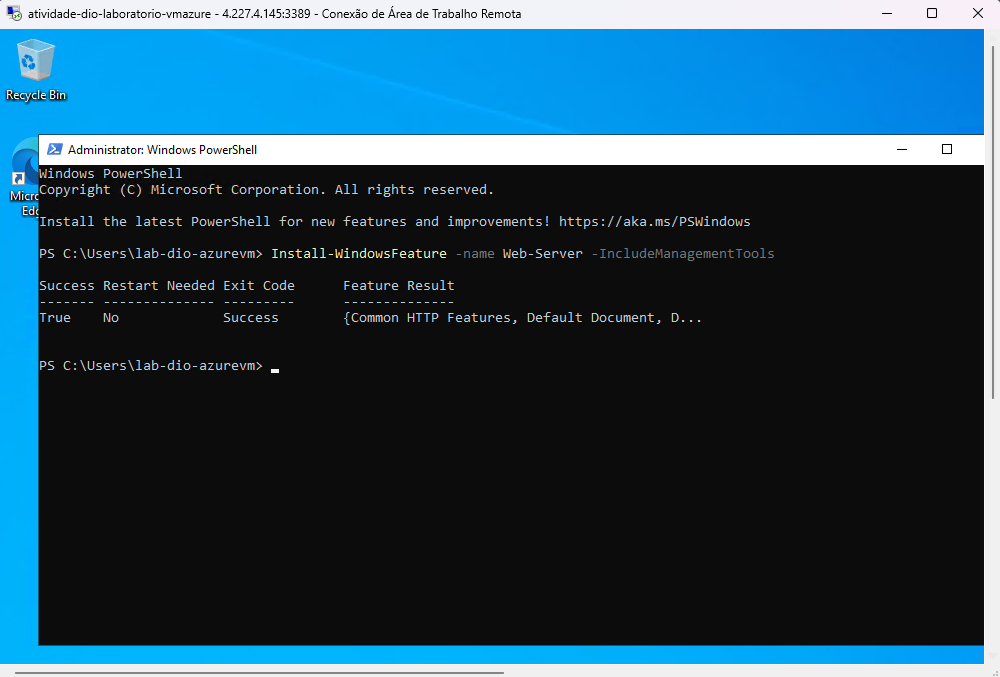 atividade-dio-laboratorio-vmazure - 4.227.4.145:3389 - Conexão de Área de Trabalho Remota
Recycle Bin
Micro
Edg
Administrator: Windows PowerShell
Windows PowerShell
Copyright (C) Microsoft Corporation. All rights reserved.
Install the latest PowerShell for new features and improvements! https://aka.ms/PSWindows
PS C:\Users\lab-dio-azurevm> Install-WindowsFeature -name Web-Server -IncludeManagementTools
Success Restart Needed Exit Code      Feature Result
------- -------------- ---------      --------------
True    No             Success        {Common HTTP Features, Default Document, D...
PS C:\Users\lab-dio-azurevm>